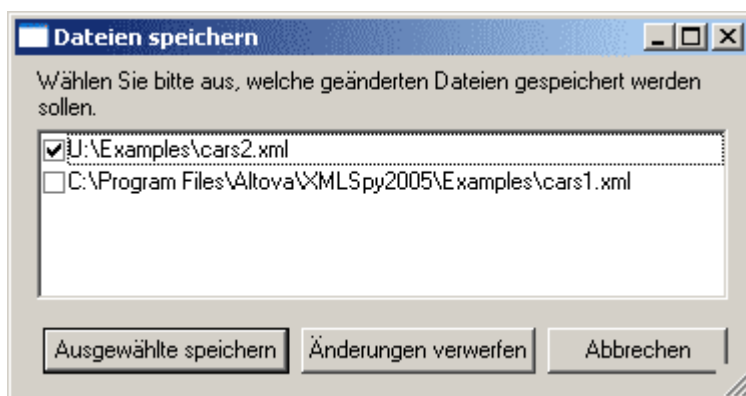 Dateien speichern
Wählen Sie bitte aus, welche geänderten Dateien gespeichert werden
sollen.
U:\Examples\cars2.xml
C:\Program Files\Altova\XMLSpy2005\Examples\cars1.xml
Ausgewählte speichern Änderungen verwerfen Abbrechen